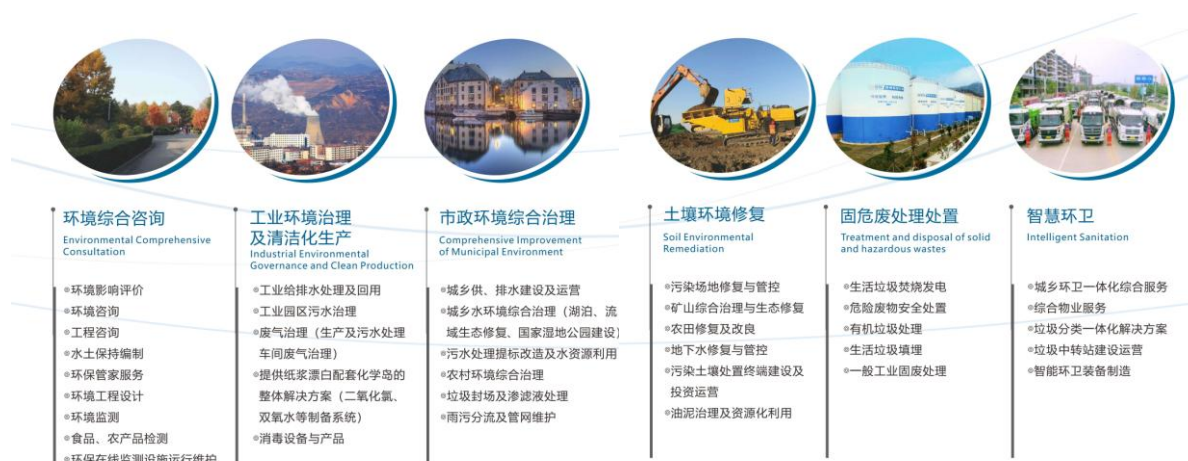 环境综合咨询
Environmental Comprehensive
Consultation
◎环境影响评价
◎环境咨询
◎工程咨询
◎水土保持编制
◎环保管家服务
◎环境工程设计
◎环境监测
◎食品、农产品检测
◎环保在线监测设施运行维护
工业环境治理
及清洁化生产
Industrial Environmental
Governance and Clean Production
◎工业给排水处理及回用
◎工业园区污水治理
◎废气治理（生产及污水处理
车间废气治理）
◎提供纸浆漂白配套化学岛的
整体解决方案（二氧化氯、
双氧水等制备系统）
◎消毒设备与产品
市政环境综合治理
Comprehensive Improvement
of Municipal Environment
◎城乡供、排水建设及运营
◎城乡水环境综合治理（湖泊、流
域生态修复、国家湿地公园建设）
◎污水处理提标改造及水资源利用
◎农村环境综合治理
◎垃圾封场及渗滤液处理
◎雨污分流及管网维护
土壤环境修复
Soil Environmental
Remediation
◎污染场地修复与管控
◎矿山综合治理与生态修复
◎农田修复及改良
◎地下水修复与管控
◎污染土壤处置终端建设及
投资运营
◎油泥治理及资源化利用
固危废处理处置
Treatment and disposal of solid
and hazardous wastes
◎生活垃圾焚烧发电
◎危险废物安全处置
◎有机垃圾处理
◎生活垃圾填埋
◎一般工业固废处理
智慧环卫
Intelligent Sanitation
◎城乡环卫一体化综合服务
◎综合物业服务
◎垃圾分类一体化解决方案
◎垃圾中转站建设运营
◎智能环卫装备制造